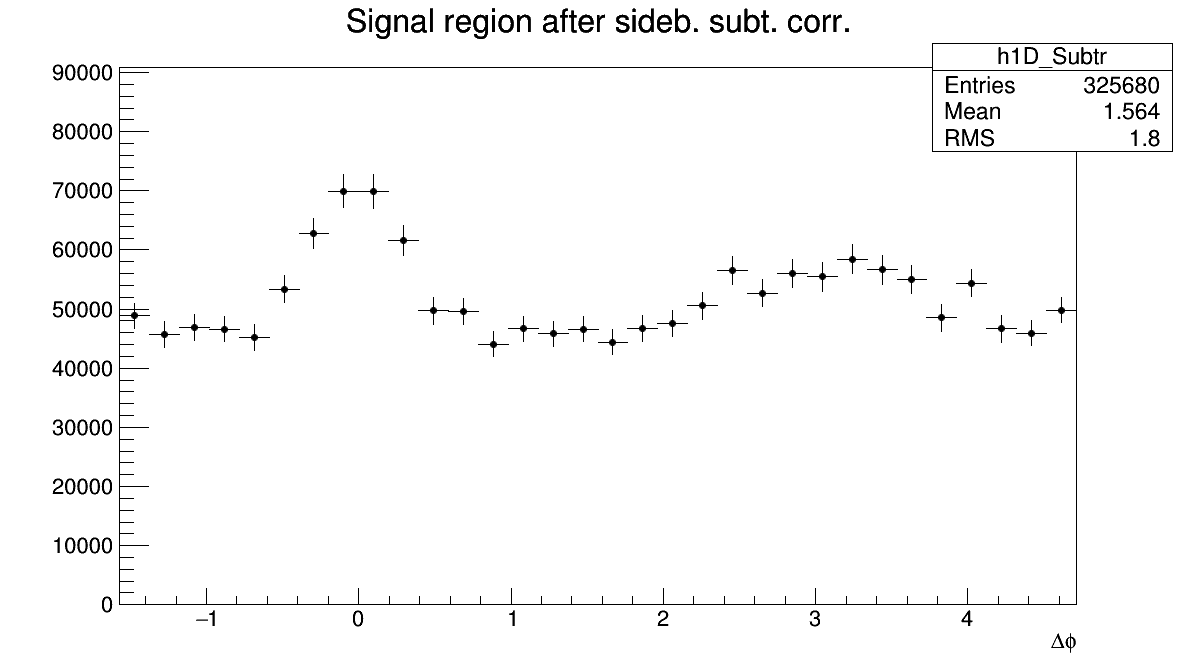 Signal region after sideb. subt. corr.
h1D_Subtr
Entries 325680
Mean 1.564
RMS 1.8
90000
80000
70000
60000
50000
40000
30000
20000
10000
0
−1 0 1 2 3 4
Δϕ